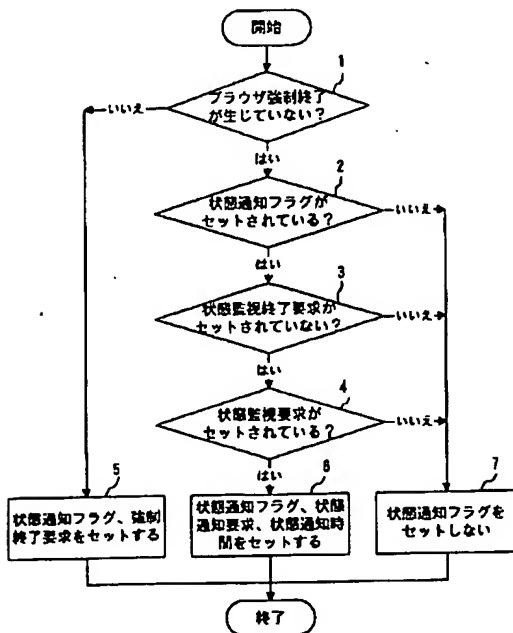 開始
1
ブラウザ強制終了
が生じていない？
いいえ
はい
2
状態通知フラグが
セットされている？
いいえ
はい
3
状態監視終了要求が
セットされていない？
いいえ
はい
4
状態監視要求が
セットされている？
いいえ
はい
5
状態通知フラグ、強制
終了要求をセットする
6
状態通知フラグ、状態
通知要求、状態通知時
間をセットする
7
状態通知フラグを
セットしない
終了